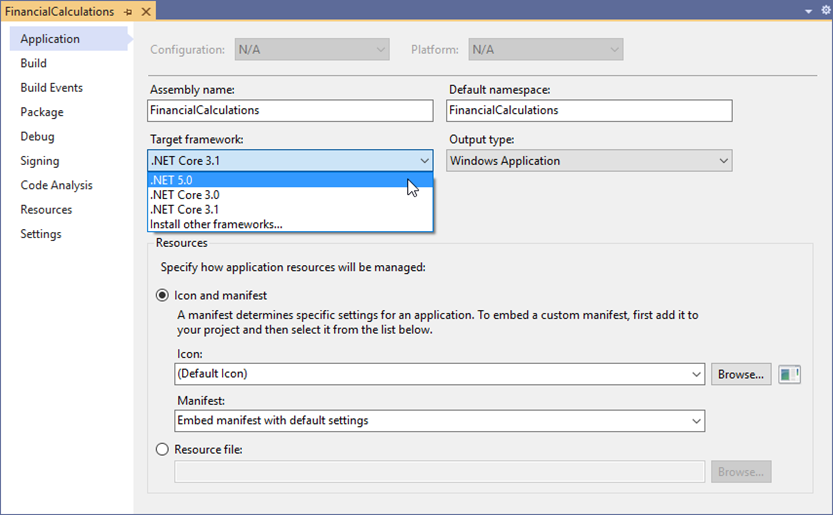 FinancialCalculations
Application
Build
Build Events
Package
Debug
Signing
Code Analysis
Resources
Settings
Configuration: N/A Platform: N/A
Assembly name: Default namespace:
FinancialCalculations FinancialCalculations
Target framework: Output type:
.NET Core 3.1 Windows Application
.NET 5.0
.NET Core 3.0
.NET Core 3.1
Install other frameworks...
Resources
Specify how application resources will be managed:
Icon and manifest
A manifest determines specific settings for an application. To embed a custom manifest, first add it to
your project and then select it from the list below.
Icon:
(Default Icon) Browse...
Manifest:
Embed manifest with default settings
Resource file:
Browse...